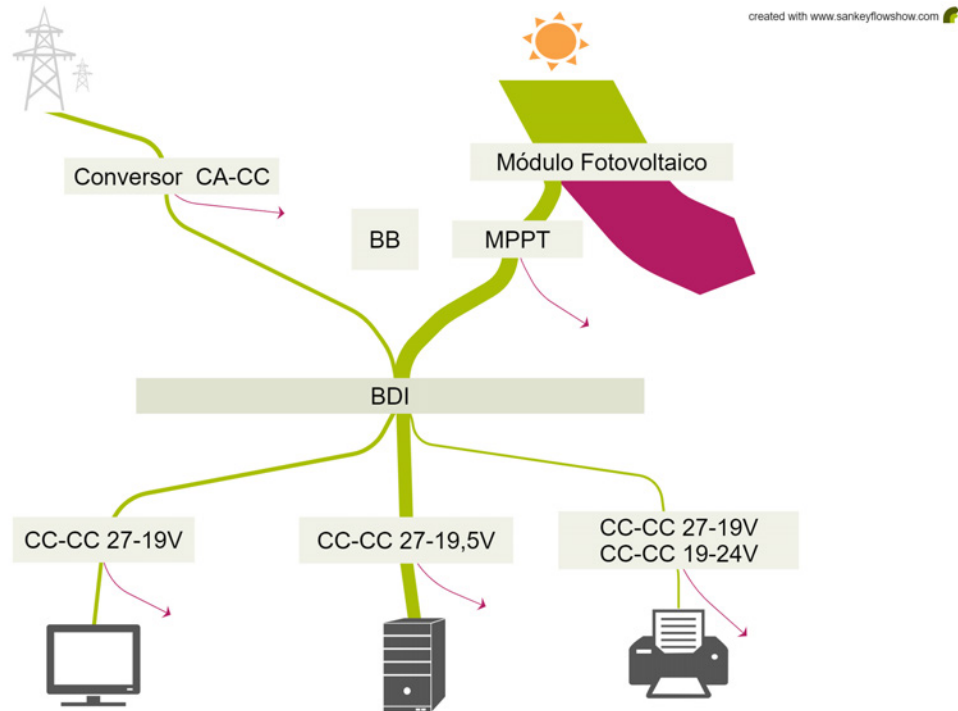 created with www.sankeyflowshow.com
Módulo Fotovoltaico
Conversor CA-CC
BB
MPPT
BDI
CC-CC 27-19V
CC-CC 27-19,5V
CC-CC 27-19V
CC-CC 19-24V